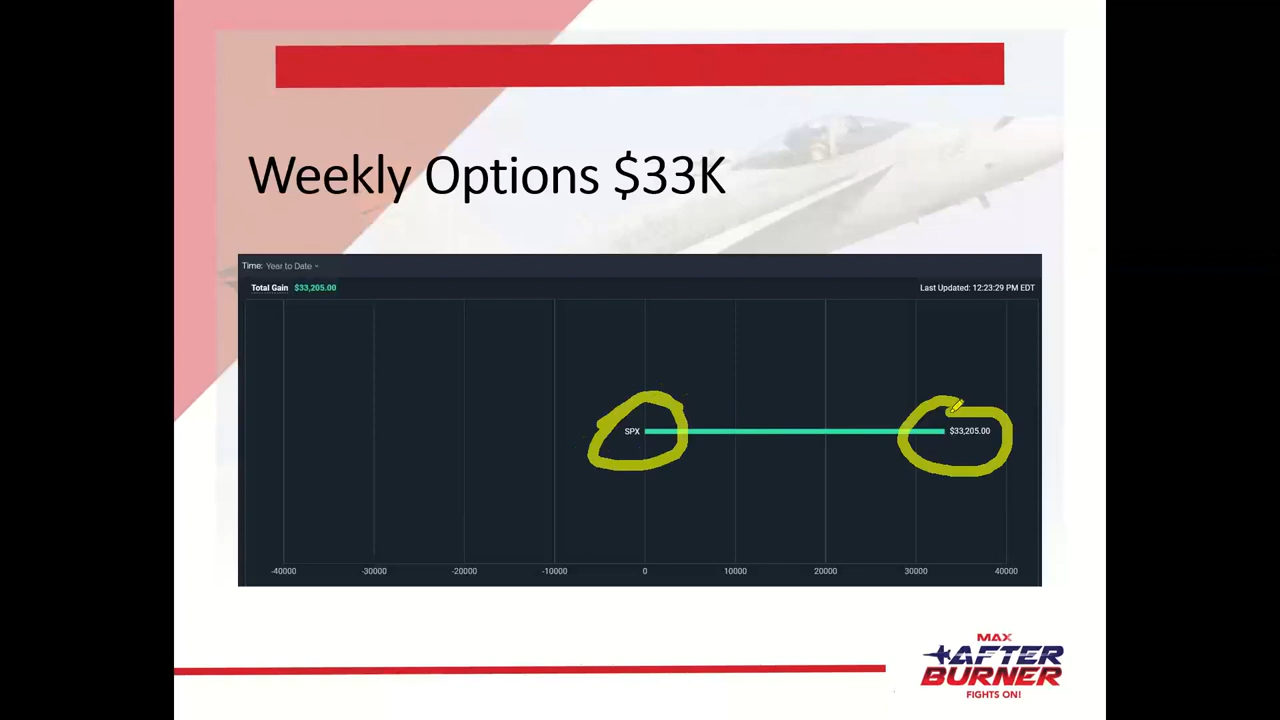 Weekly Options $33K
Time: Year to Date
Total Gain $33,205.00
Last Updated: 12:23:29 PM EDT
SPX
$33,205.00
-40000 -30000 -20000 -10000 0 10000 20000 30000 40000
MAX
AFTER
BURNER
FIGHTS ON!